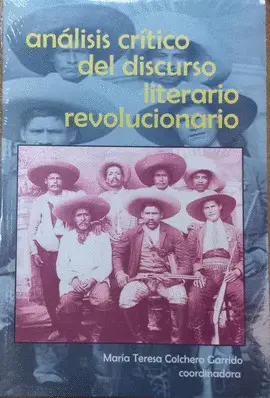 análisis crítico
del discurso
literario
revolucionario
María Teresa Colchero Garrido
coordinadora